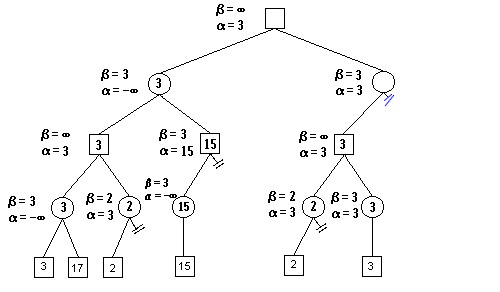 β = ∞
α = 3
β = 3
α = −∞
3
β = 3
α = 3
β = ∞
α = 3
3
β = 3
α = 15
15
β = ∞
α = 3
3
β = 3
α = −∞
3
β = 2
α = 3
2
β = 3
α = −∞
15
β = 2
α = 3
2
β = 3
α = 3
3
3
17
2
15
2
3